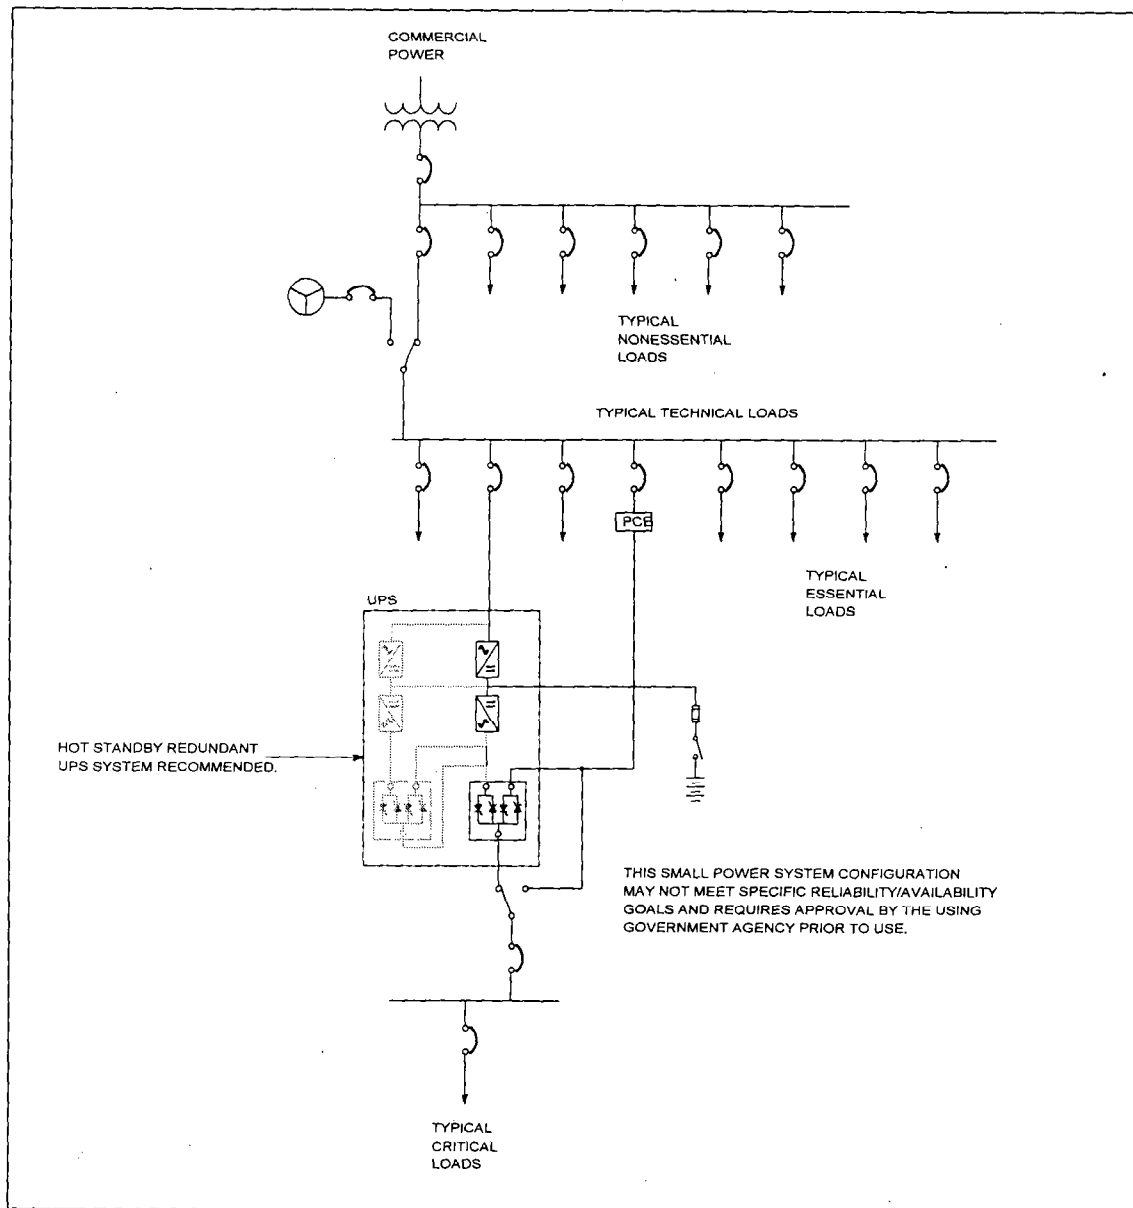 COMMERCIAL
POWER
TYPICAL
NONESSENTIAL
LOADS
TYPICAL TECHNICAL LOADS
PCE
TYPICAL
ESSENTIAL
LOADS
UPS
HOT STANDBY REDUNDANT
UPS SYSTEM RECOMMENDED.
THIS SMALL POWER SYSTEM CONFIGURATION
MAY NOT MEET SPECIFIC RELIABILITY/AVAILABILITY
GOALS AND REQUIRES APPROVAL BY THE USING
GOVERNMENT AGENCY PRIOR TO USE.
TYPICAL
CRITICAL
LOADS